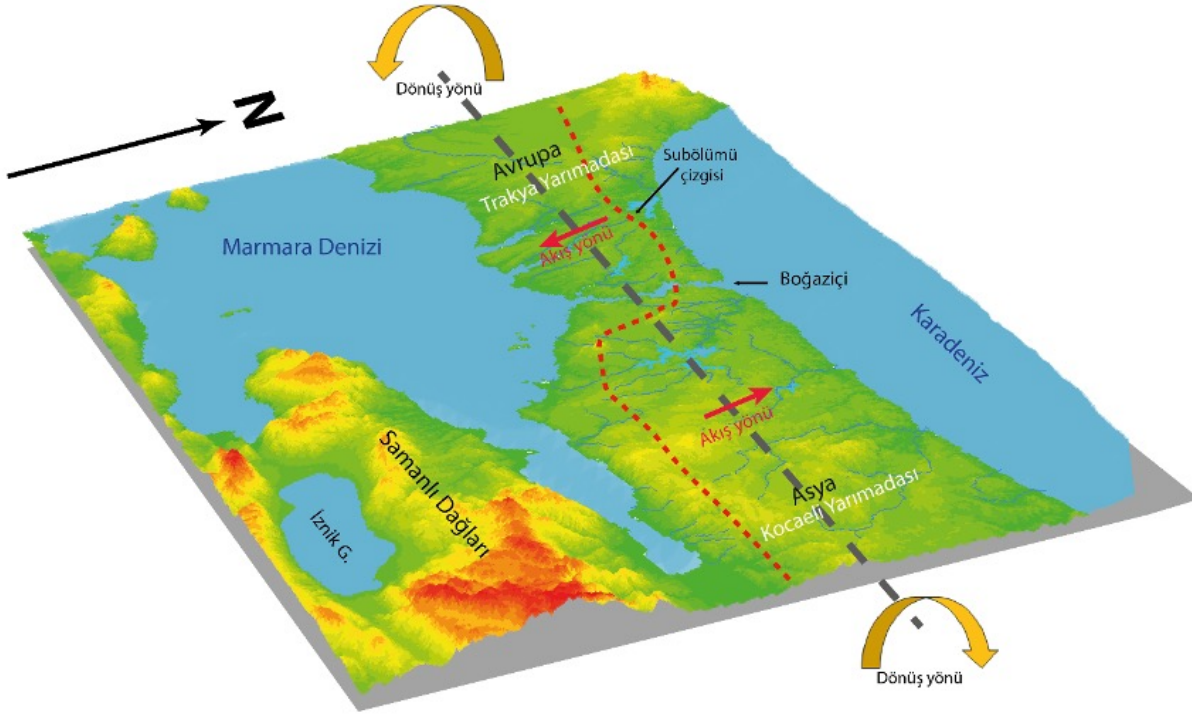 Dönüş yönü
N
Avrupa
Trakya Yarımadası
Subölümü
çizgisi
Akış yönü
Marmara Denizi
Boğaziçi
Karadeniz
Akış yönü
Samanlı Dağları
Asya
Kocaeli Yarımadası
İznik G.
Dönüş yönü